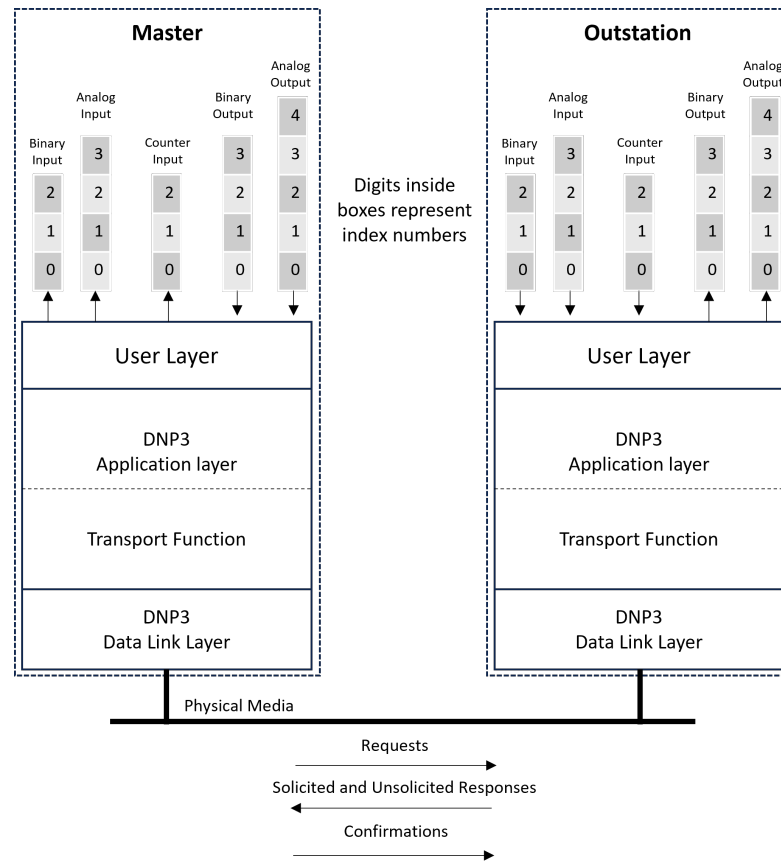 Master
Binary
Input
2
1
0
Analog
Input
3
2
1
0
Counter
Input
2
1
0
Binary
Output
3
2
1
0
Analog
Output
4
3
2
1
0
User Layer
DNP3
Application layer
Transport Function
DNP3
Data Link Layer
Digits inside
boxes represent
index numbers
Outstation
Binary
Input
2
1
0
Analog
Input
3
2
1
0
Counter
Input
2
1
0
Binary
Output
3
2
1
0
Analog
Output
4
3
2
1
0
User Layer
DNP3
Application layer
Transport Function
DNP3
Data Link Layer
Physical Media
Requests
Solicited and Unsolicited Responses
Confirmations